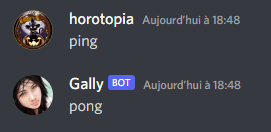 horotopia Aujourd'hui à 18:48
ping
Gally BOT Aujourd'hui à 18:48
pong